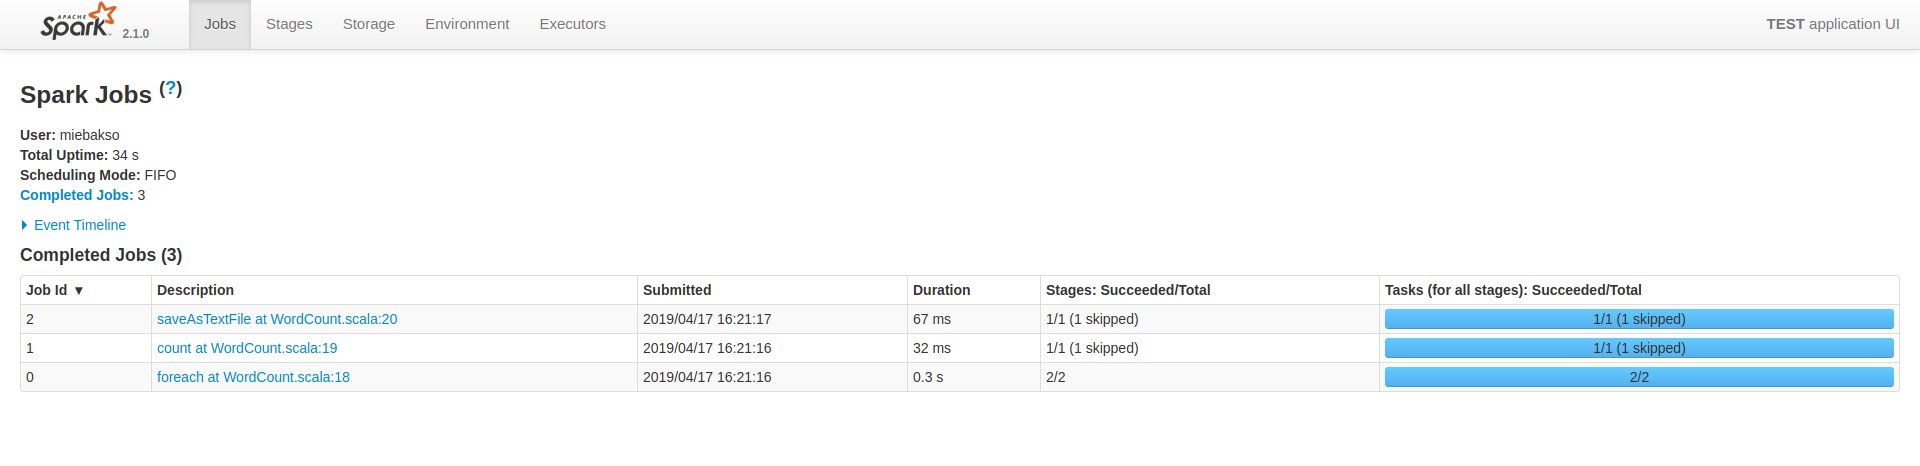 APACHE
Spark 2.1.0 Jobs Stages Storage Environment Executors TEST application UI
Spark Jobs (?)
User: miebakso
Total Uptime: 34 s
Scheduling Mode: FIFO
Completed Jobs: 3
Event Timeline
Completed Jobs (3)
Job Id ▼ Description Submitted Duration Stages: Succeeded/Total Tasks (for all stages): Succeeded/Total
2 saveAsTextFile at WordCount.scala:20 2019/04/17 16:21:17 67 ms 1/1 (1 skipped) 1/1 (1 skipped)
1 count at WordCount.scala:19 2019/04/17 16:21:16 32 ms 1/1 (1 skipped) 1/1 (1 skipped)
0 foreach at WordCount.scala:18 2019/04/17 16:21:16 0.3 s 2/2 2/2